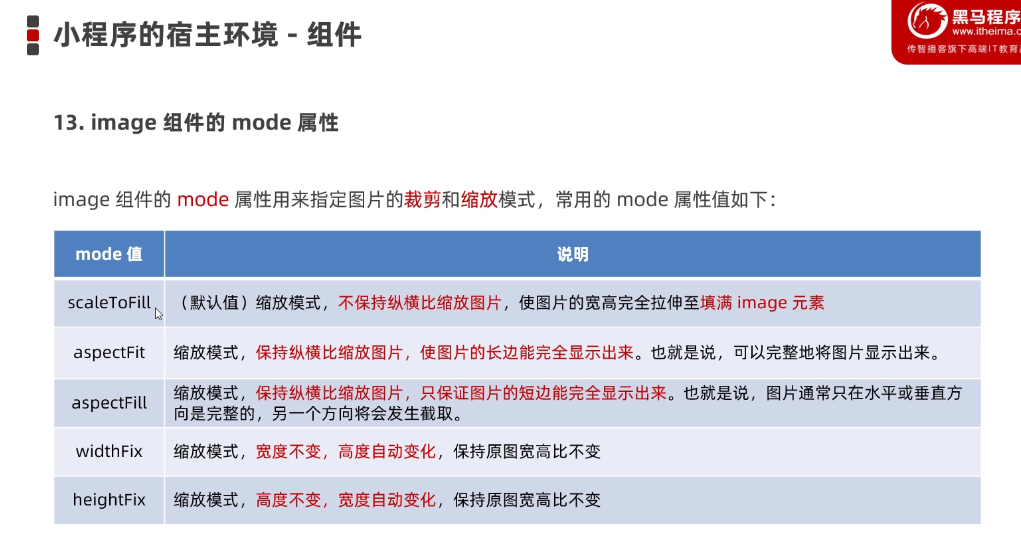 小程序的宿主环境 - 组件
黑马程序
www.itheima.c
传智播客旗下高端IT教育
13. image 组件的 mode 属性
image 组件的 mode 属性用来指定图片的裁剪和缩放模式，常用的 mode 属性值如下：
mode 值 说明
scaleToFill （默认值）缩放模式，不保持纵横比缩放图片，使图片的宽高完全拉伸至填满 image 元素
aspectFit 缩放模式，保持纵横比缩放图片，使图片的长边能完全显示出来。也就是说，可以完整地将图片显示出来。
aspectFill 缩放模式，保持纵横比缩放图片，只保证图片的短边能完全显示出来。也就是说，图片通常只在水平或垂直方
向是完整的，另一个方向将会发生截取。
widthFix 缩放模式，宽度不变，高度自动变化，保持原图宽高比不变
heightFix 缩放模式，高度不变，宽度自动变化，保持原图宽高比不变